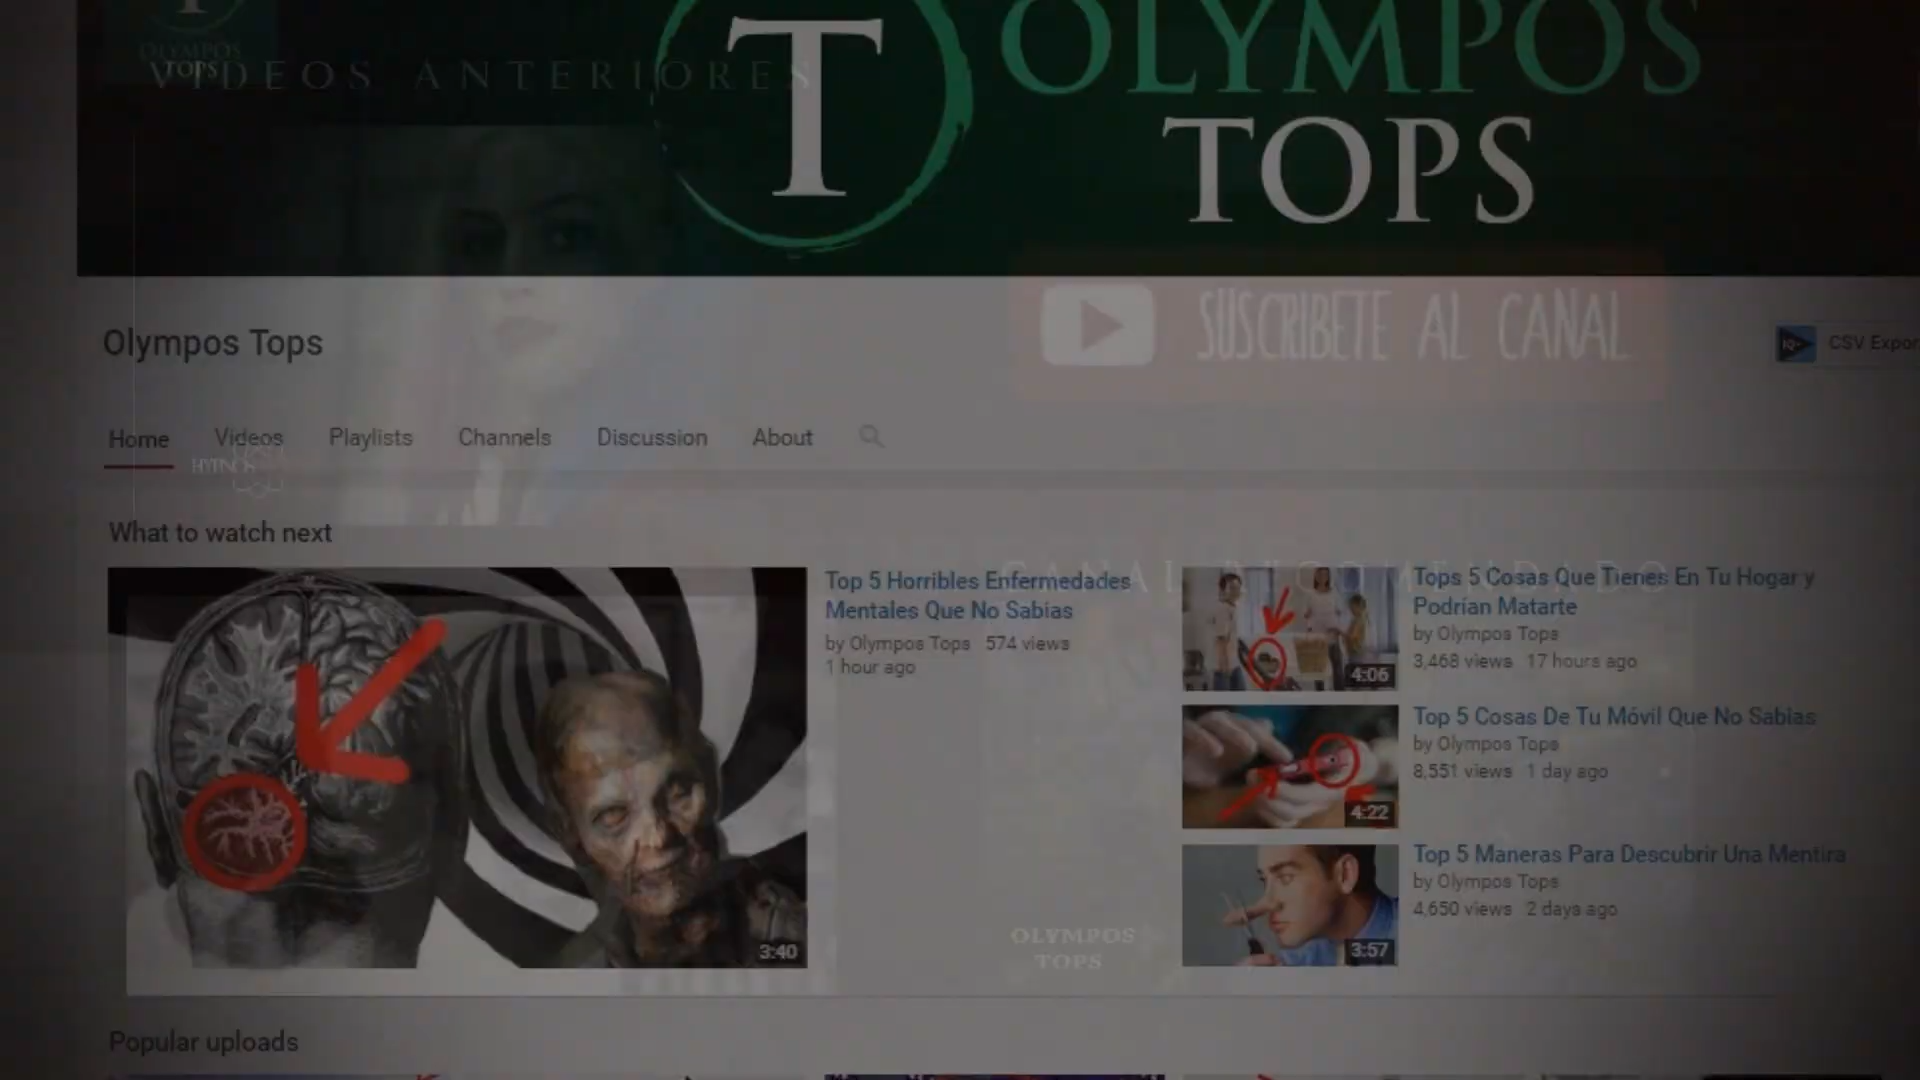 OLYMPOS
TOPS
VIDEOS ANTERIORES
T OLYMPOS
TOPS
Olympos Tops
SUSCRIBETE AL CANAL
CSV Expor
Home Videos Playlists Channels Discussion About
HYPNOS
What to watch next
Top 5 Horribles Enfermedades
Mentales Que No Sabias
by Olympos Tops 574 views
1 hour ago
3:40
CANAL RECOMENDADO
Tops 5 Cosas Que Tienes En Tu Hogar y
Podrían Matarte
by Olympos Tops
3,468 views 17 hours ago
4:06
Top 5 Cosas De Tu Móvil Que No Sabias
by Olympos Tops
8,551 views 1 day ago
4:22
Top 5 Maneras Para Descubrir Una Mentira
by Olympos Tops
4,650 views 2 days ago
3:57
OLYMPOS
TOPS
Popular uploads